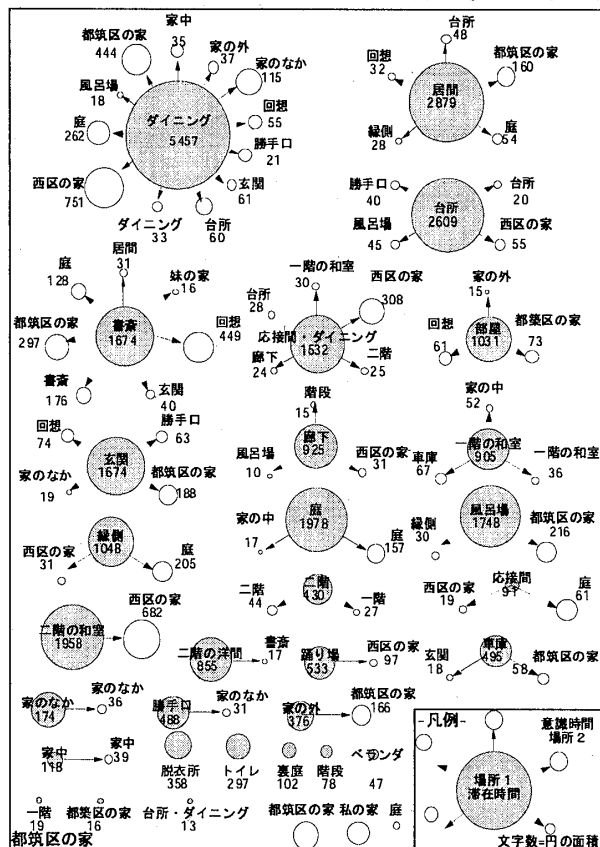 家中
35
都筑区の家
444
家の外
37
家のなか
115
風呂場
18
回想
55
ダイニング
5457
庭
262
勝手口
21
西区の家
751
玄関
61
ダイニング
33
台所
60
台所
48
回想
32
都筑区の家
160
居間
2879
縁側
28
庭
54
勝手口
40
台所
20
台所
2609
風呂場
45
西区の家
55
居間
31
庭
128
妹の家
16
書斎
1674
都筑区の家
297
回想
449
書斎
176
玄関
40
一階の和室
30
西区の家
308
台所
28
応接間・ダイニング
1532
廊下
24
二階
25
家の外
15
回想
61
部屋
1031
都築区の家
73
回想
74
勝手口
63
玄関
1674
家のなか
19
都筑区の家
188
階段
15
廊下
925
風呂場
10
西区の家
31
家の中
52
一階の和室
905
車庫
67
一階の和室
36
縁側
1048
西区の家
31
庭
205
庭
1978
家の中
17
庭
157
風呂場
1748
縁側
30
都筑区の家
216
二階
430
二階
44
一階
27
応接間
91
西区の家
19
庭
61
二階の和室
1958
西区の家
682
二階の洋間
855
書斎
17
踊り場
533
西区の家
97
車庫
495
玄関
18
都筑区の家
58
家のなか
174
家のなか
36
勝手口
488
家のなか
31
家の外
376
都筑区の家
166
家中
118
家中
39
脱衣所
358
トイレ
297
裏庭
102
階段
78
ベランダ
47
一階
19
都築区の家
16
台所・ダイニング
13
都筑区の家
私の家
庭
都筑区の家
凡例
意識時間
場所2
場所1
滞在時間
文字数=円の面積